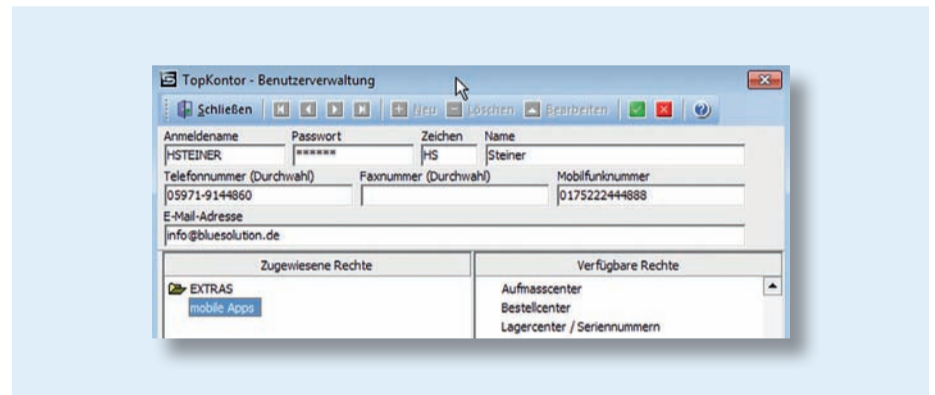 TopKontor - Benutzerverwaltung
Schließen Neu Löschen Bearbeiten
Anmeldename Passwort Zeichen Name
HSTEINER ****** HS Steiner
Telefonnummer (Durchwahl) Faxnummer (Durchwahl) Mobilfunknummer
05971-9144860 0175222444888
E-Mail-Adresse
info@bluesolution.de
Zugewiesene Rechte Verfügbare Rechte
EXTRAS Aufmasscenter
mobile Apps Bestellcenter
Lagercenter / Seriennummern